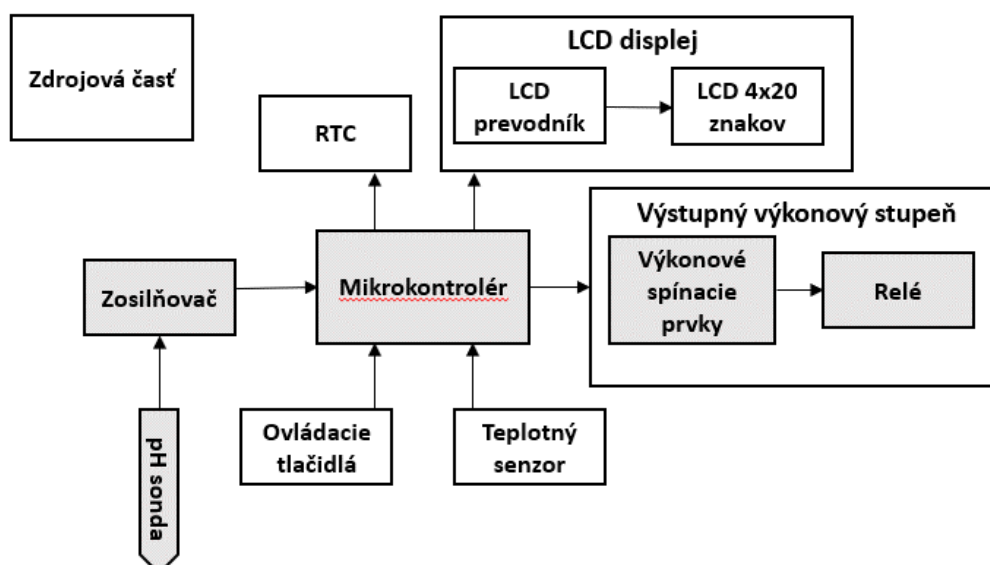 Zdrojová časť
LCD displej
LCD
prevodník
LCD 4x20
znakov
RTC
Výstupný výkonový stupeň
Výkonové
spínacie
prvky
Relé
Zosilňovač
Mikrokontrolér
pH sonda
Ovládacie
tlačidlá
Teplotný
senzor